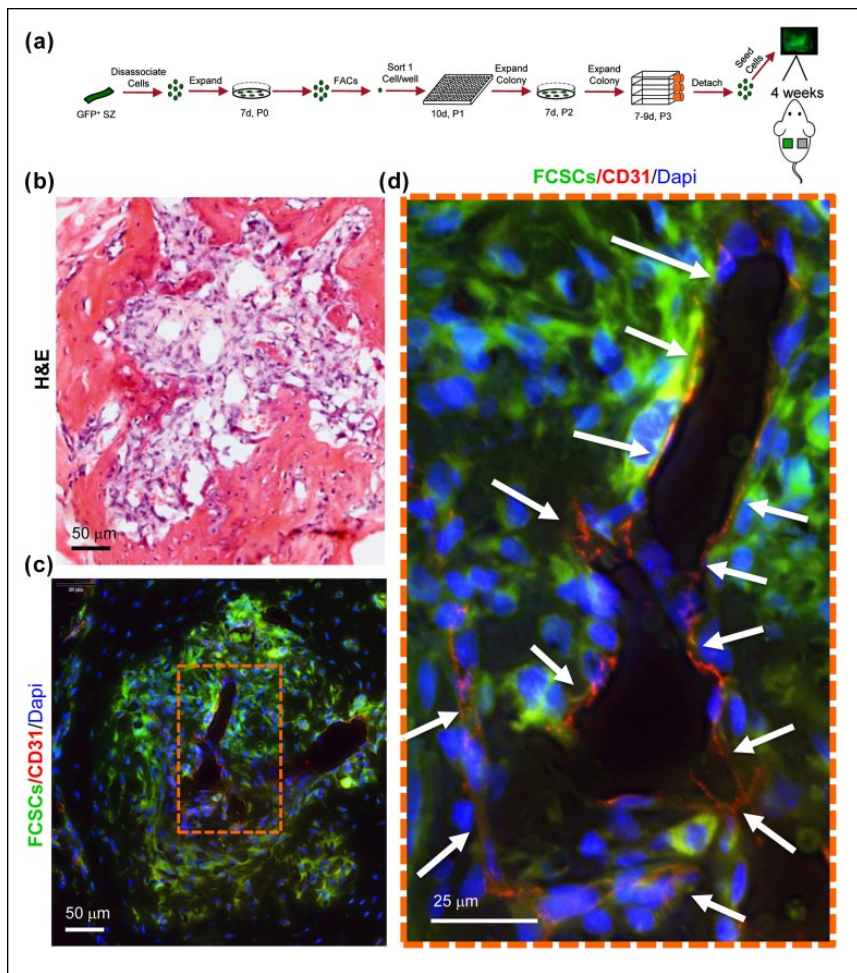 (a)
Disassociate
Cells
Expand
FACs
Sort 1
Cell/well
Expand
Colony
Expand
Colony
Detach
Seed
Cells
GFP⁺ SZ
7d, P0
10d, P1
7d, P2
7-9d, P3
4 weeks
(b)
H&E
50 µm
(c)
FCSCs/CD31/Dapi
50 µm
(d)
FCSCs/CD31/Dapi
25 µm